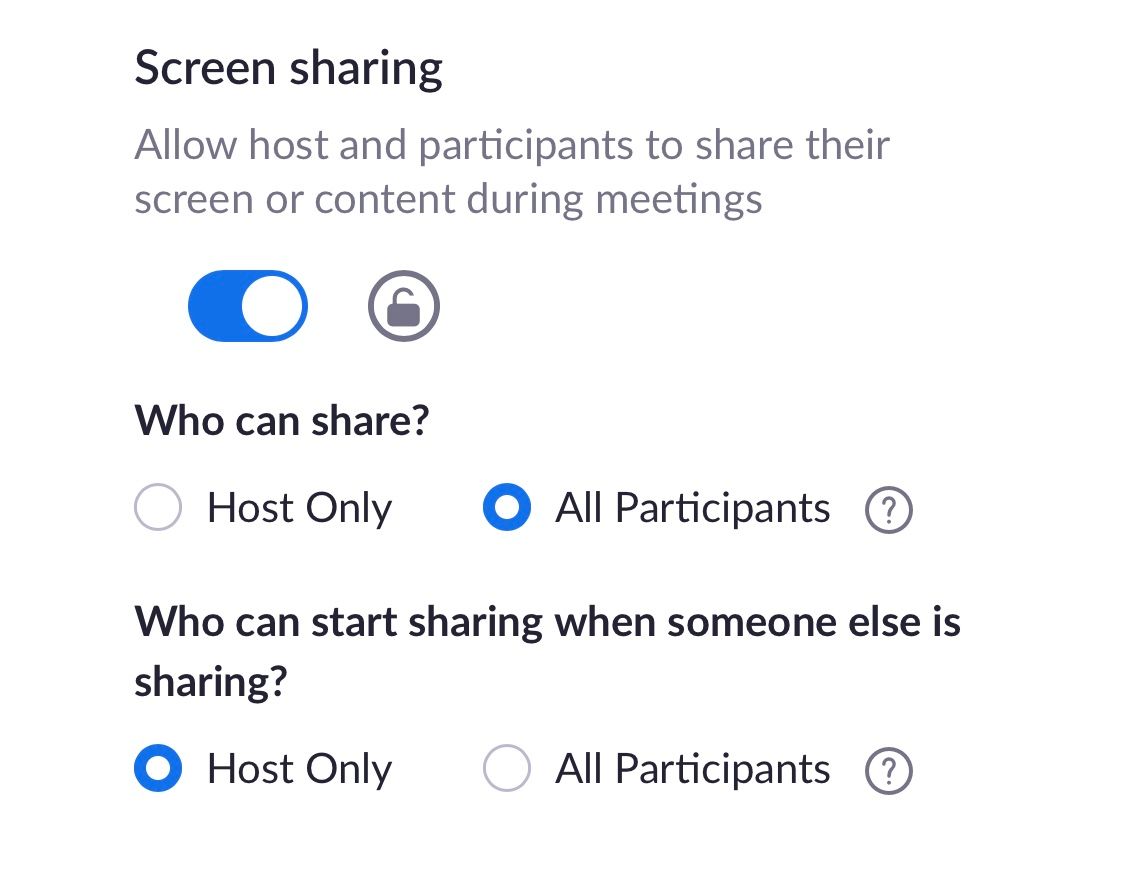 Screen sharing
Allow host and participants to share their
screen or content during meetings
Who can share?
Host Only All Participants ?
Who can start sharing when someone else is
sharing?
Host Only All Participants ?